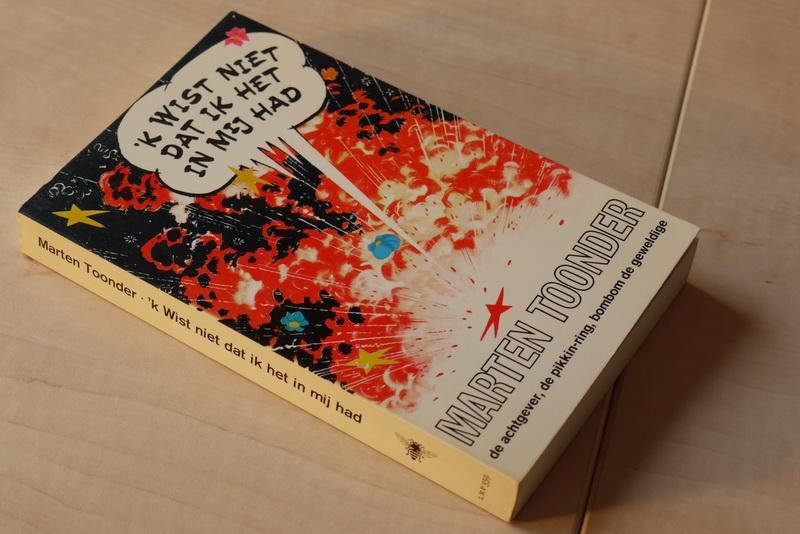 'K WIST NIET
DAT IK HET
IN MIJ HAD
MARTEN TOONDER
de achtgever, de pikkin-ring, bombom de geweldige
Marten Toonder - 'k Wist niet dat ik het in mij had